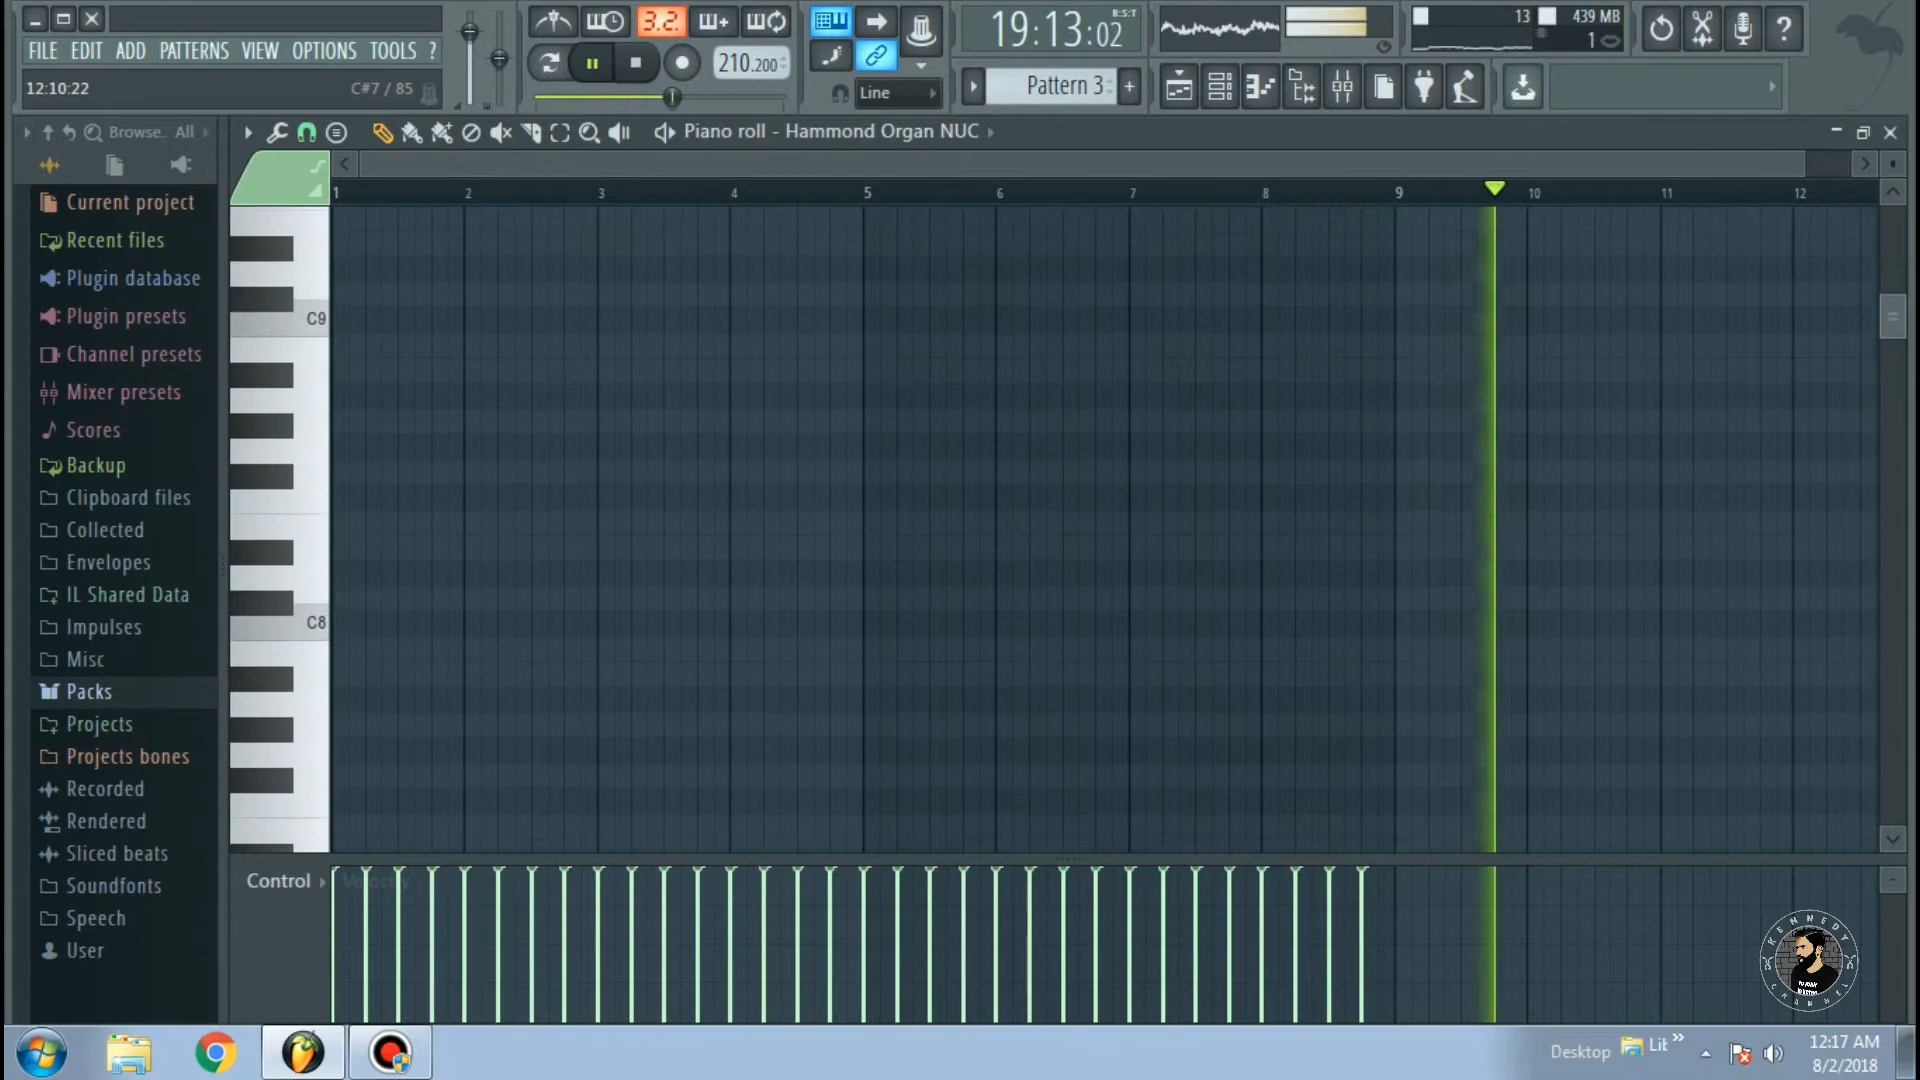 FILE EDIT ADD PATTERNS VIEW OPTIONS TOOLS ?
12:10:22 C#7 / 85
3.2.
210.200
Line
19:13:02 B:S:T
Pattern 3
13 439 MB
1
Browse.. All
Piano roll - Hammond Organ NUC
1 2 3 4 5 6 7 8 9 10 11 12
Current project
Recent files
Plugin database
Plugin presets
Channel presets
Mixer presets
Scores
Backup
Clipboard files
Collected
Envelopes
IL Shared Data
Impulses
Misc
Packs
Projects
Projects bones
Recorded
Rendered
Sliced beats
Soundfonts
Speech
User
C9
C8
Control Velocity
KENNEDY
CHANNEL
Desktop Lib
12:17 AM
8/2/2018